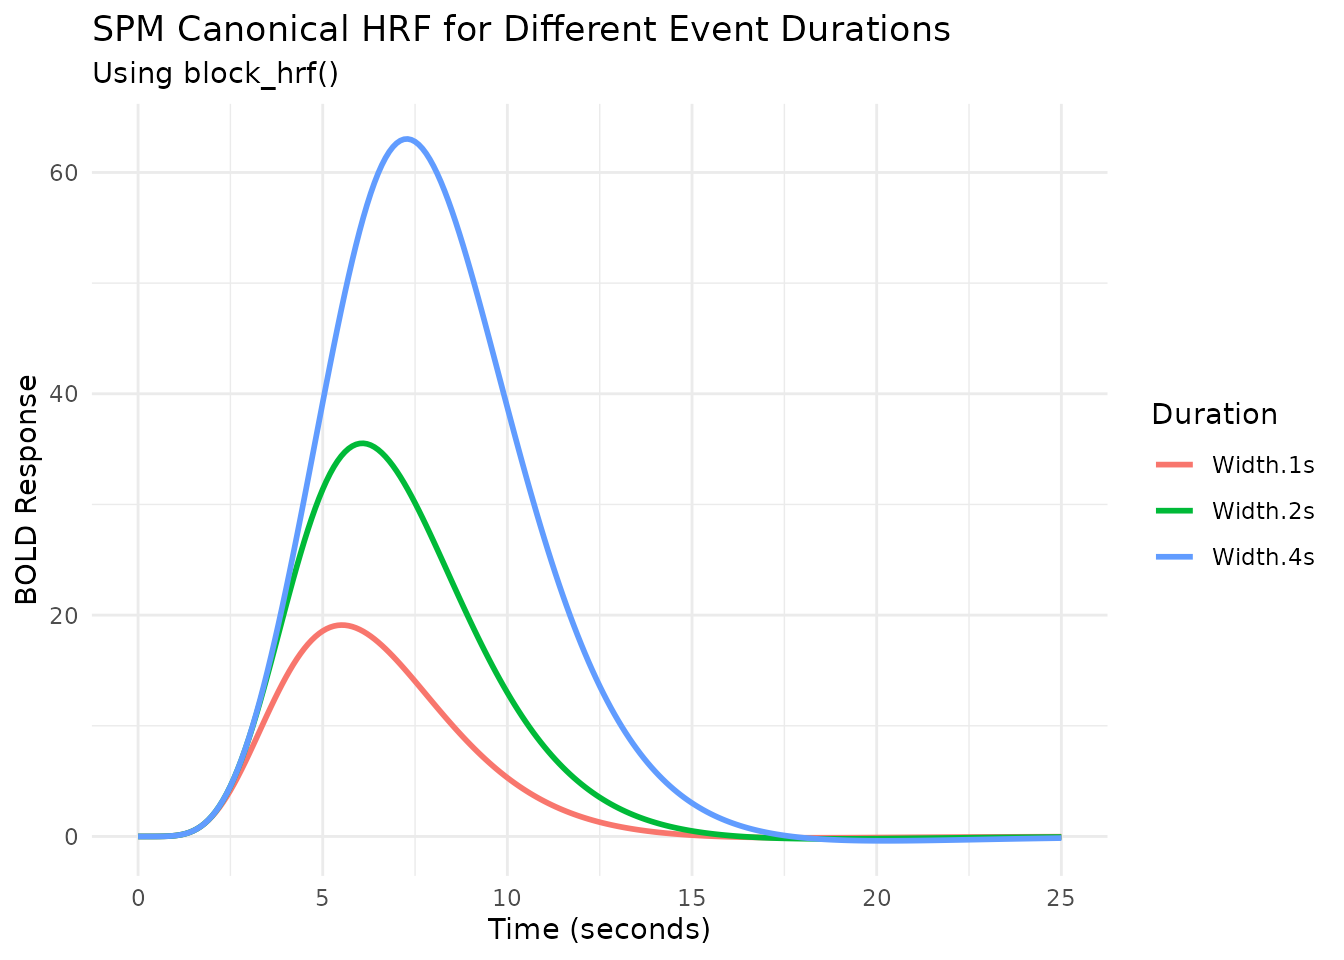 SPM Canonical HRF for Different Event Durations
Using block_hrf()
60
40
20
0
BOLD Response
0 5 10 15 20 25
Time (seconds)
Duration
Width.1s
Width.2s
Width.4s